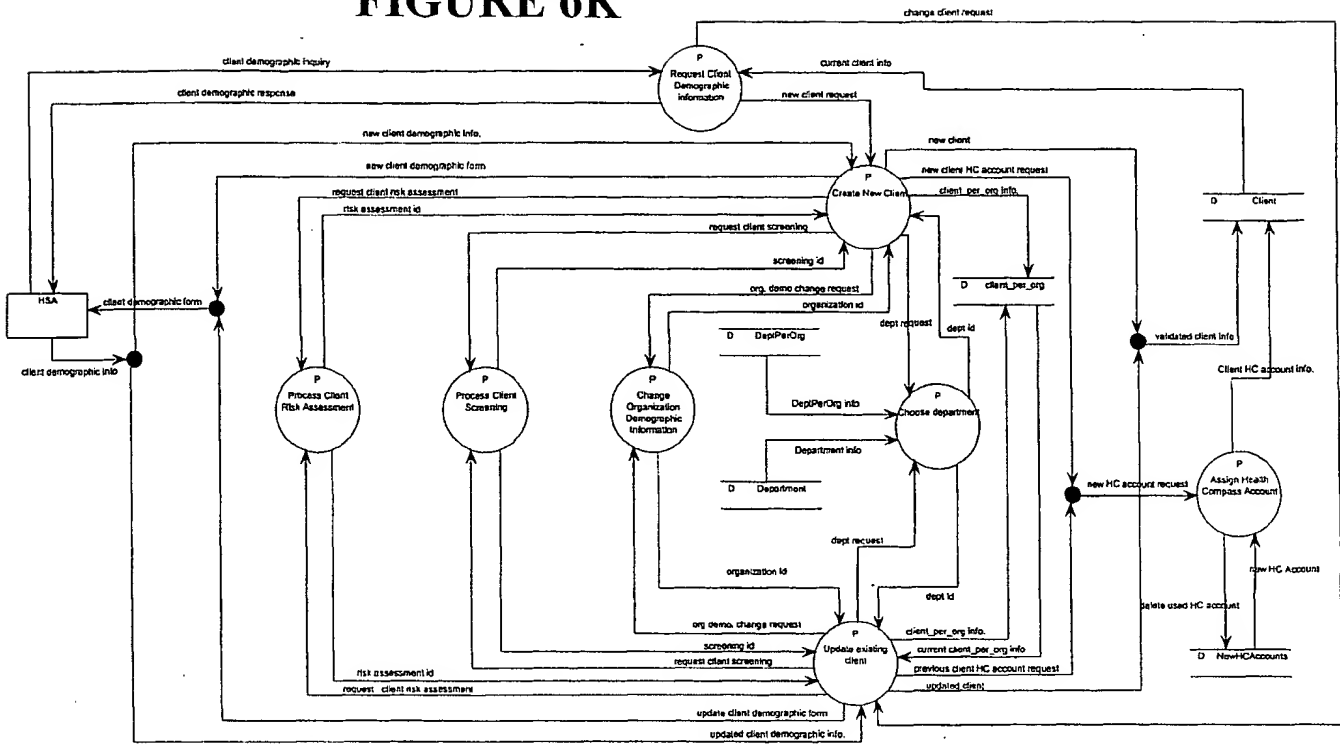 FIGURE 6K
change client request
client demographic inquiry
P
Request Client
Demographic
Information
current client info
client demographic response
new client request
new client demographic info.
new client
new client demographic form
P
Create New Client
new client HC account request
request client risk assessment
client_per_org info.
risk assessment id
D Client
request client screening
screening id
org. demo change request
D client_per_org
organization id
HSA
client demographic form
dept request
dept id
D DeptPerOrg
validated client info
client demographic info
Client HC account info.
P
Process Client
Risk Assessment
P
Process Client
Screening
P
Change
Organization
Demographic
Information
P
Choose department
DeptPerOrg info
Department info
D Department
new HC account request
P
Assign Health
Compass Account
dept request
organization id
new HC Account
dept id
delete used HC account
org demo. change request
P
Update existing
client
client_per_org info.
screening id
current client_per_org info
D NewHCAccounts
request client screening
previous client HC account request
risk assessment id
updated client
request client risk assessment
update client demographic form
updated client demographic info.